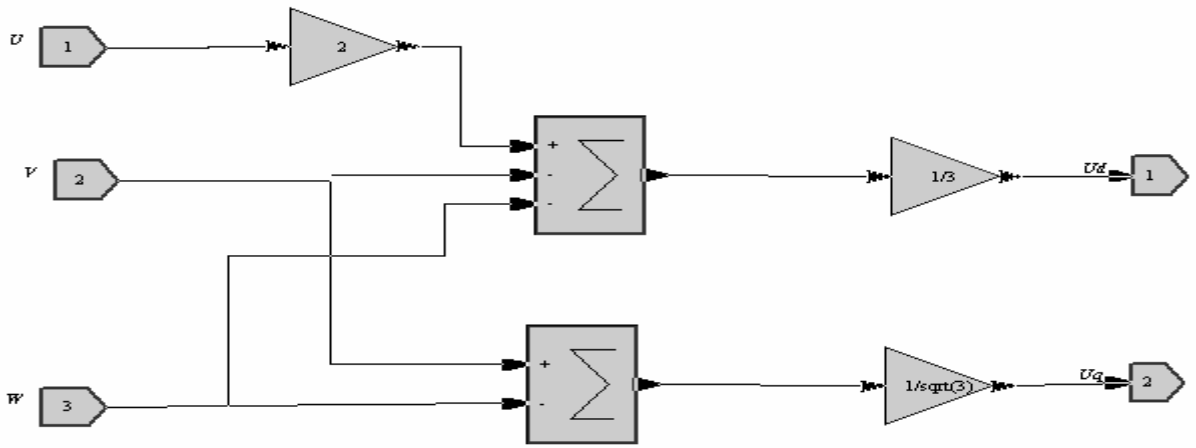 U 1 2
+
-
-
V 2
1/3
Ud 1
+
-
1/sqrt(3)
Uq 2
W 3